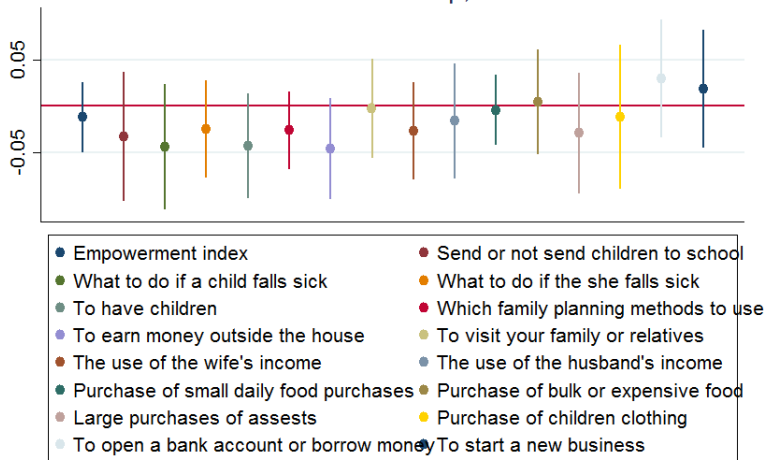 0.05
-0.05
Empowerment index
Send or not send children to school
What to do if a child falls sick
What to do if the she falls sick
To have children
Which family planning methods to use
To earn money outside the house
To visit your family or relatives
The use of the wife's income
The use of the husband's income
Purchase of small daily food purchases
Purchase of bulk or expensive food
Large purchases of assests
Purchase of children clothing
To open a bank account or borrow money
To start a new business